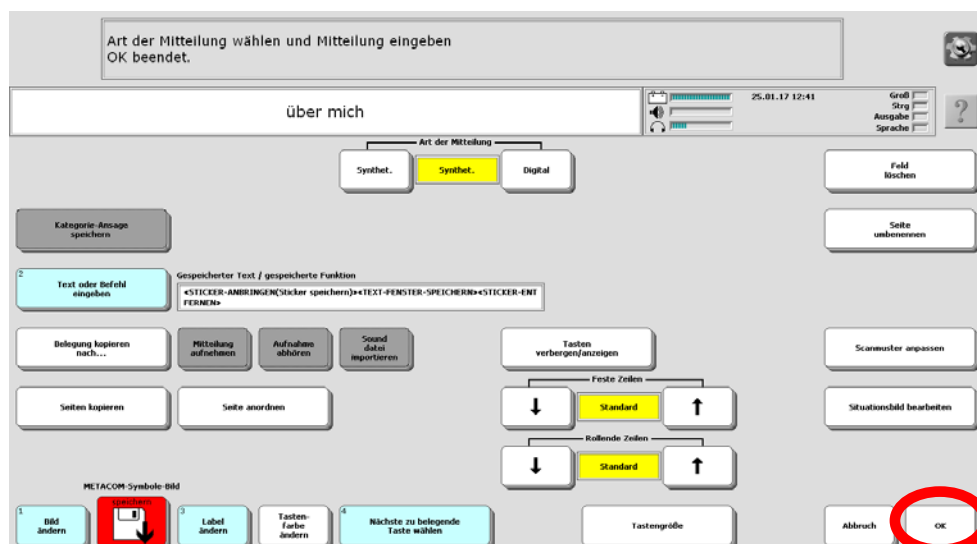 Art der Mitteilung wählen und Mitteilung eingeben
OK beendet.
über mich
25.01.17 12:41
Groß
Strg
Ausgabe
Sprache
?
Art der Mitteilung
Synthet.
Synthet.
Digital
Feld
löschen
Kategorie-Ansage
speichern
Seite
umbenennen
2
Text oder Befehl
eingeben
Gespeicherter Text / gespeicherte Funktion
«STICKER-ANBRINGEN(Sticker speichern)»«TEXT-FENSTER-SPEICHERN»«STICKER-ENT
FERNEN»
Belegung kopieren
nach...
Mitteilung
aufnehmen
Aufnahme
abhören
Sound
datei
importieren
Tasten
verbergen/anzeigen
Scanmuster anpassen
Feste Zeilen
Seiten kopieren
Seite anordnen
Standard
Situationsbild bearbeiten
Rollende Zeilen
Standard
METACOM-Symbole-Bild
1
Bild
ändern
speichern
3
Label
ändern
Tasten-
farbe
ändern
4
Nächste zu belegende
Taste wählen
Tastengröße
Abbruch
OK